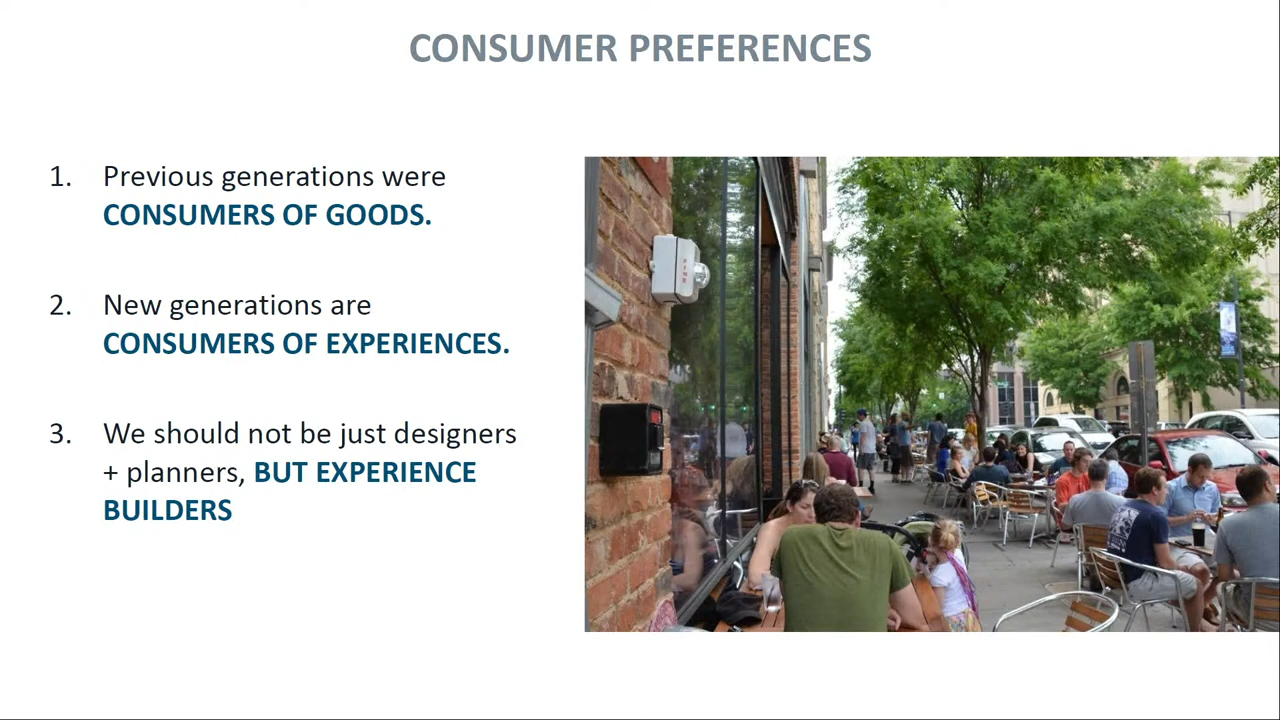 CONSUMER PREFERENCES
1. Previous generations were
CONSUMERS OF GOODS.
2. New generations are
CONSUMERS OF EXPERIENCES.
3. We should not be just designers
+ planners, BUT EXPERIENCE
BUILDERS
FIRE